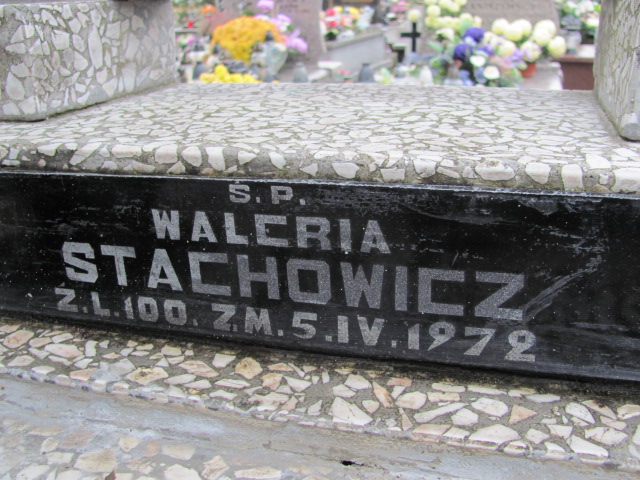 Ś.P.
WALERIA
STACHOWICZ
Ż.L.100. Z.M.5.IV.1972